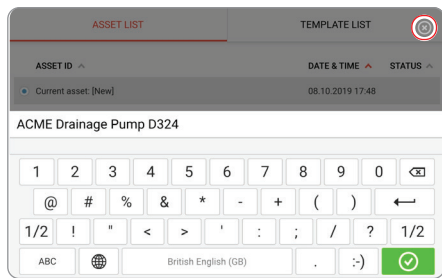 ASSET LIST
TEMPLATE LIST
ASSET ID
DATE & TIME
STATUS
Current asset: [New]
08.10.2019 17:48
ACME Drainage Pump D324
1 2 3 4 5 6 7 8 9 0
@ # % & * - + ( )
1/2 ! " < > ' : ; / ? 1/2
ABC British English (GB) . :-)